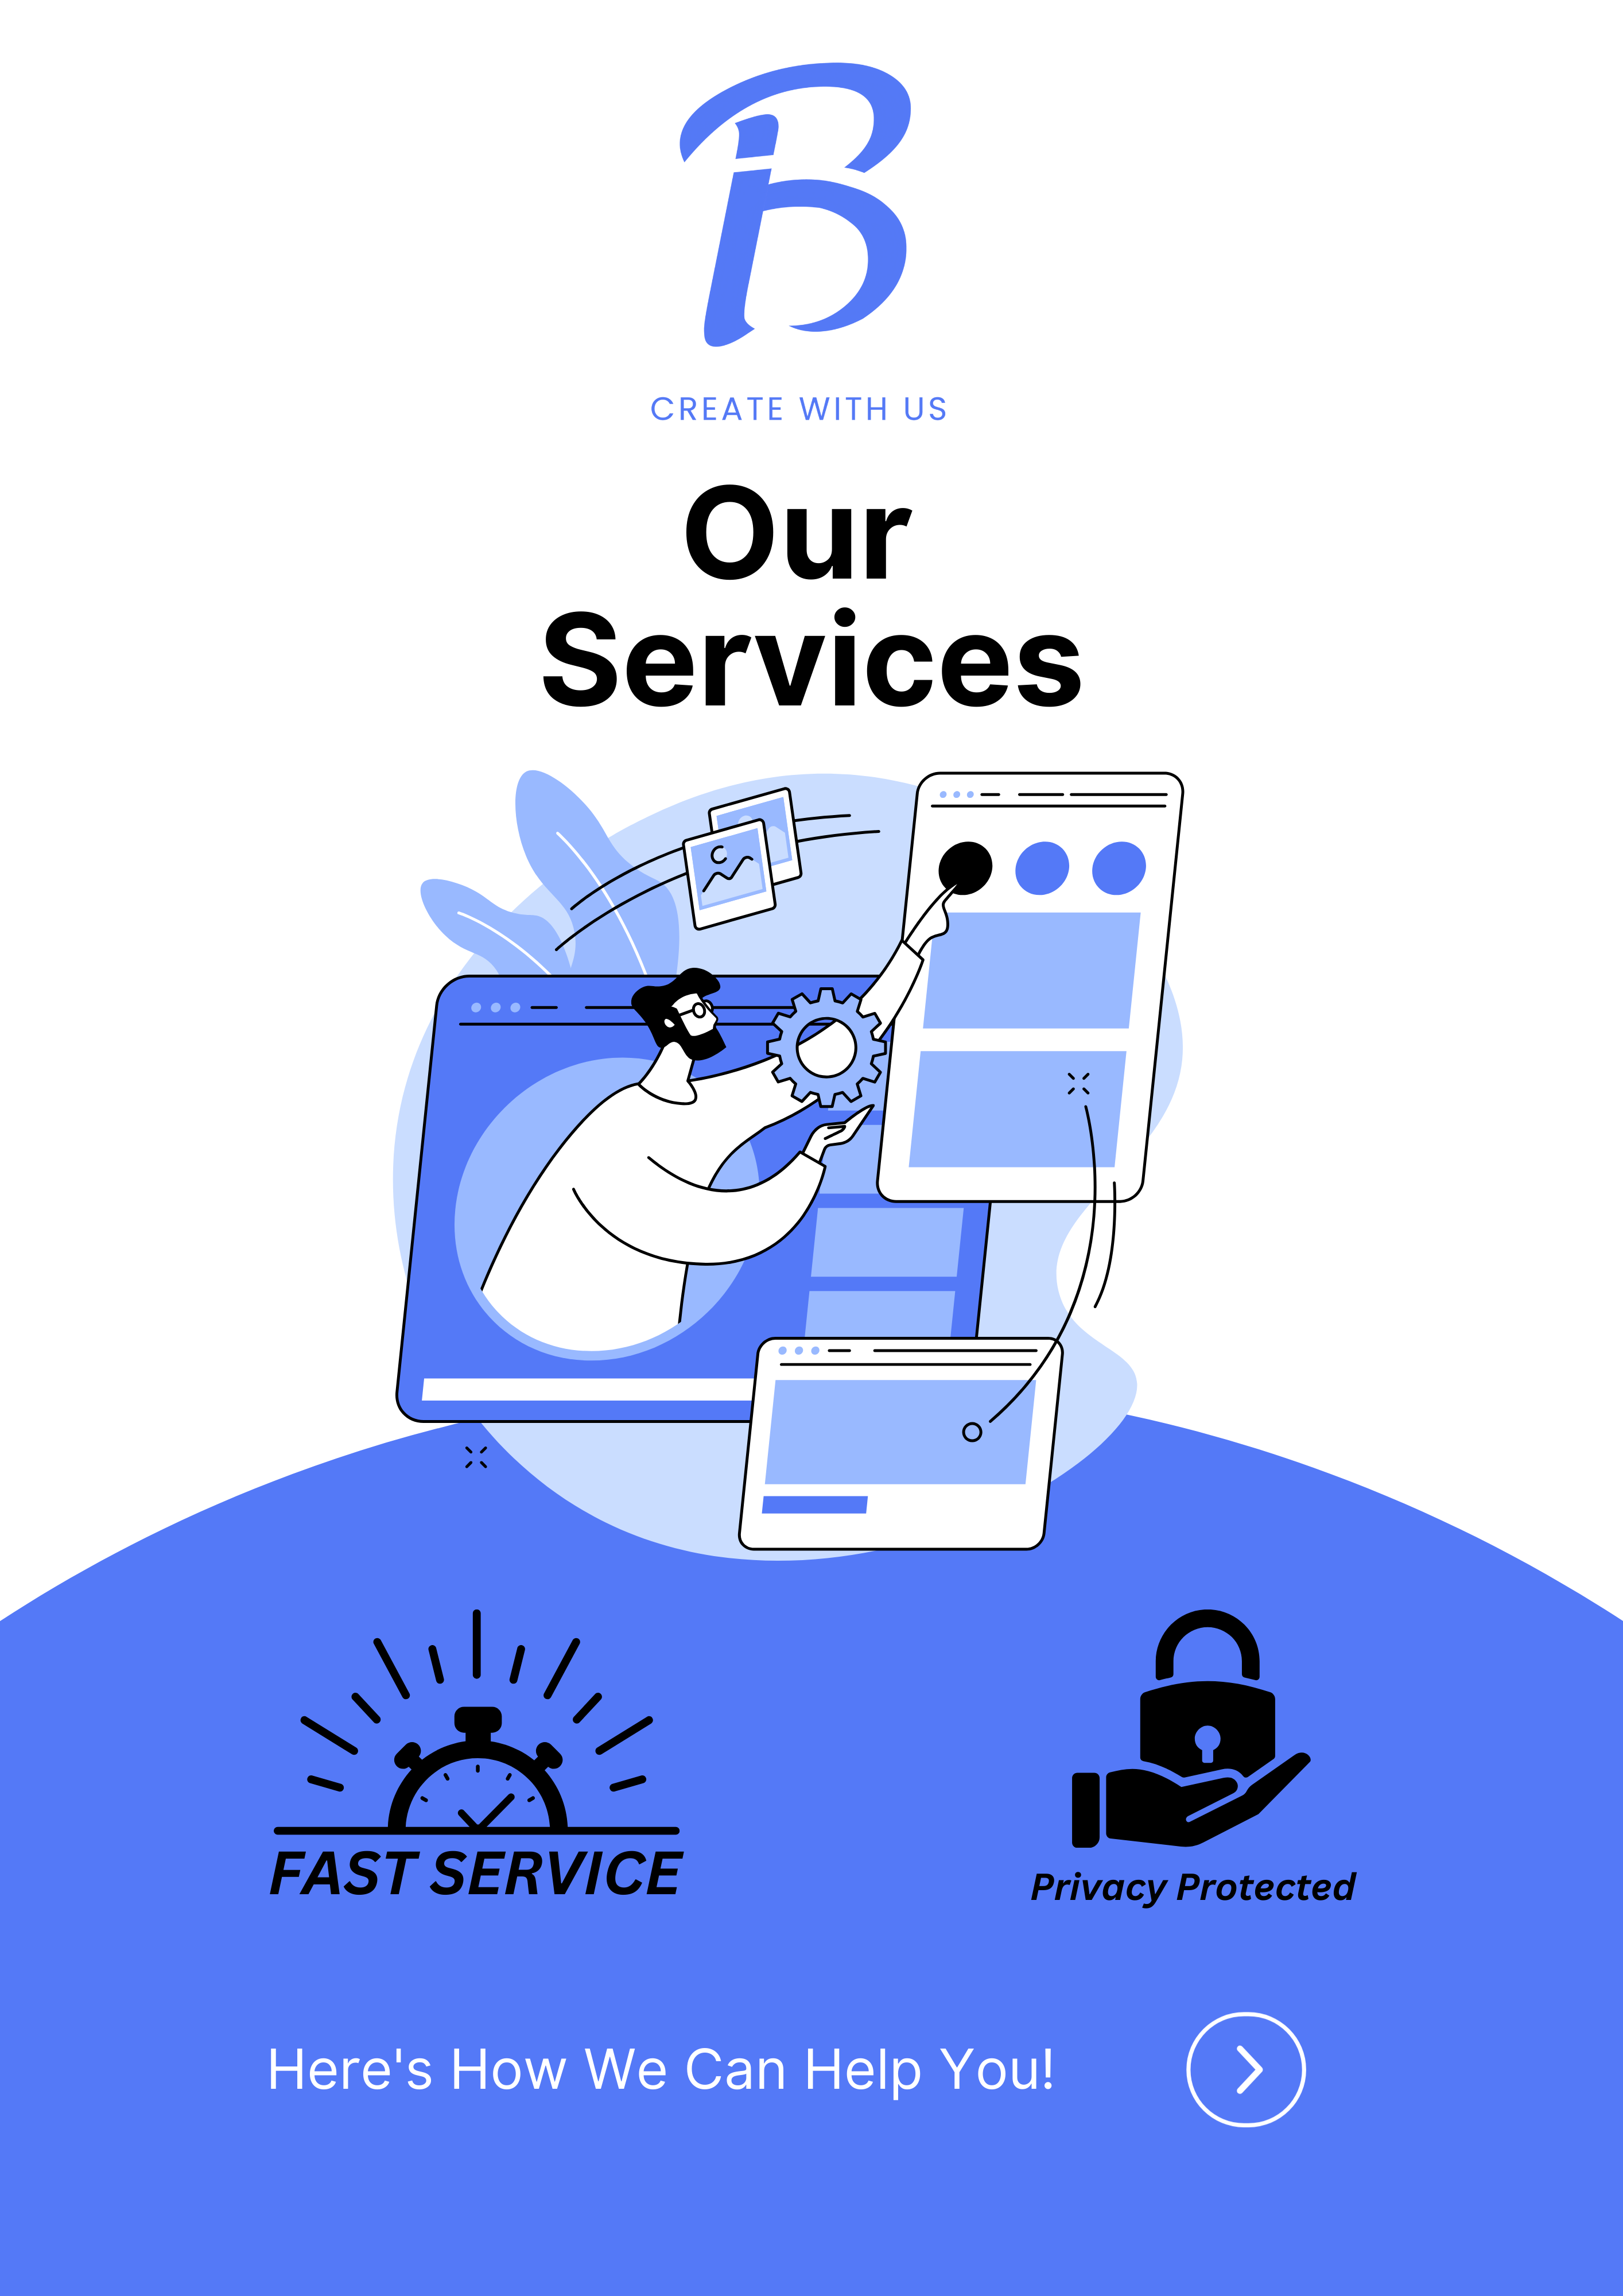 B
CREATE WITH US
Our
Services
FAST SERVICE
Privacy Protected
Here's How We Can Help You!